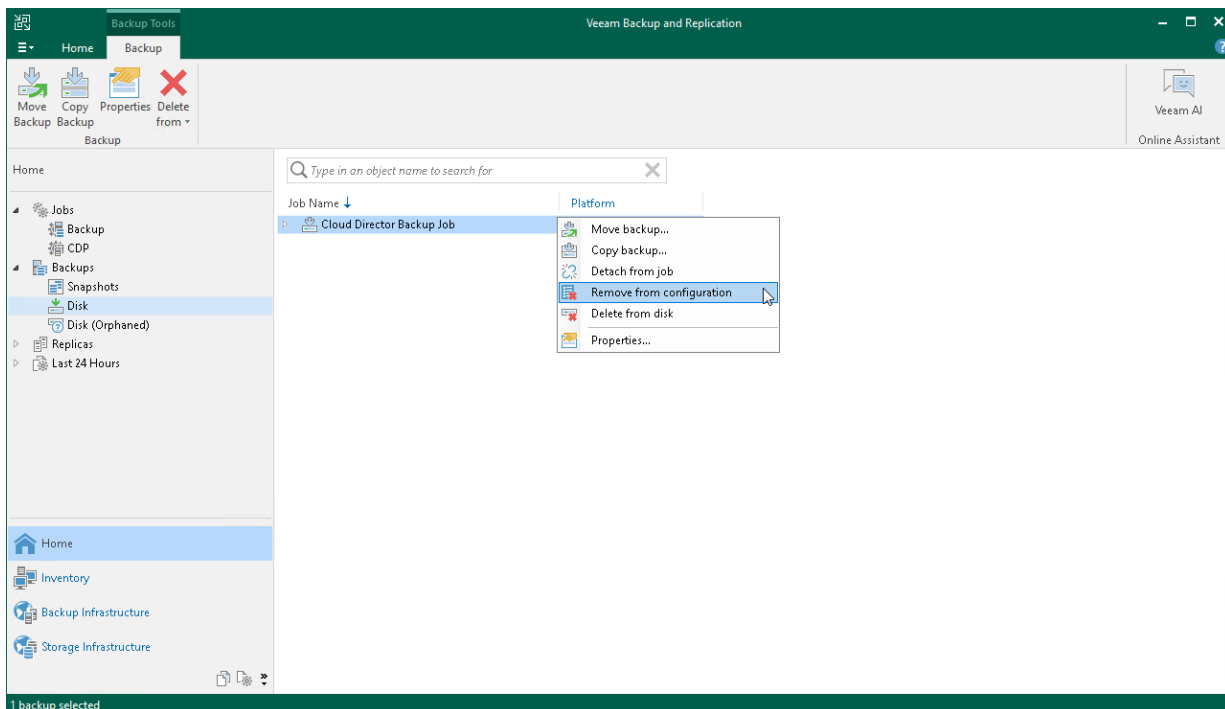 Backup Tools
Veeam Backup and Replication
Home
Backup
Move Backup
Copy Backup
Properties
Delete from
Backup
Veeam AI
Online Assistant
Home
Type in an object name to search for
Job Name
Platform
Jobs
Backup
CDP
Backups
Snapshots
Disk
Disk (Orphaned)
Replicas
Last 24 Hours
Cloud Director Backup Job
Move backup...
Copy backup...
Detach from job
Remove from configuration
Delete from disk
Properties...
Home
Inventory
Backup Infrastructure
Storage Infrastructure
1 backup selected